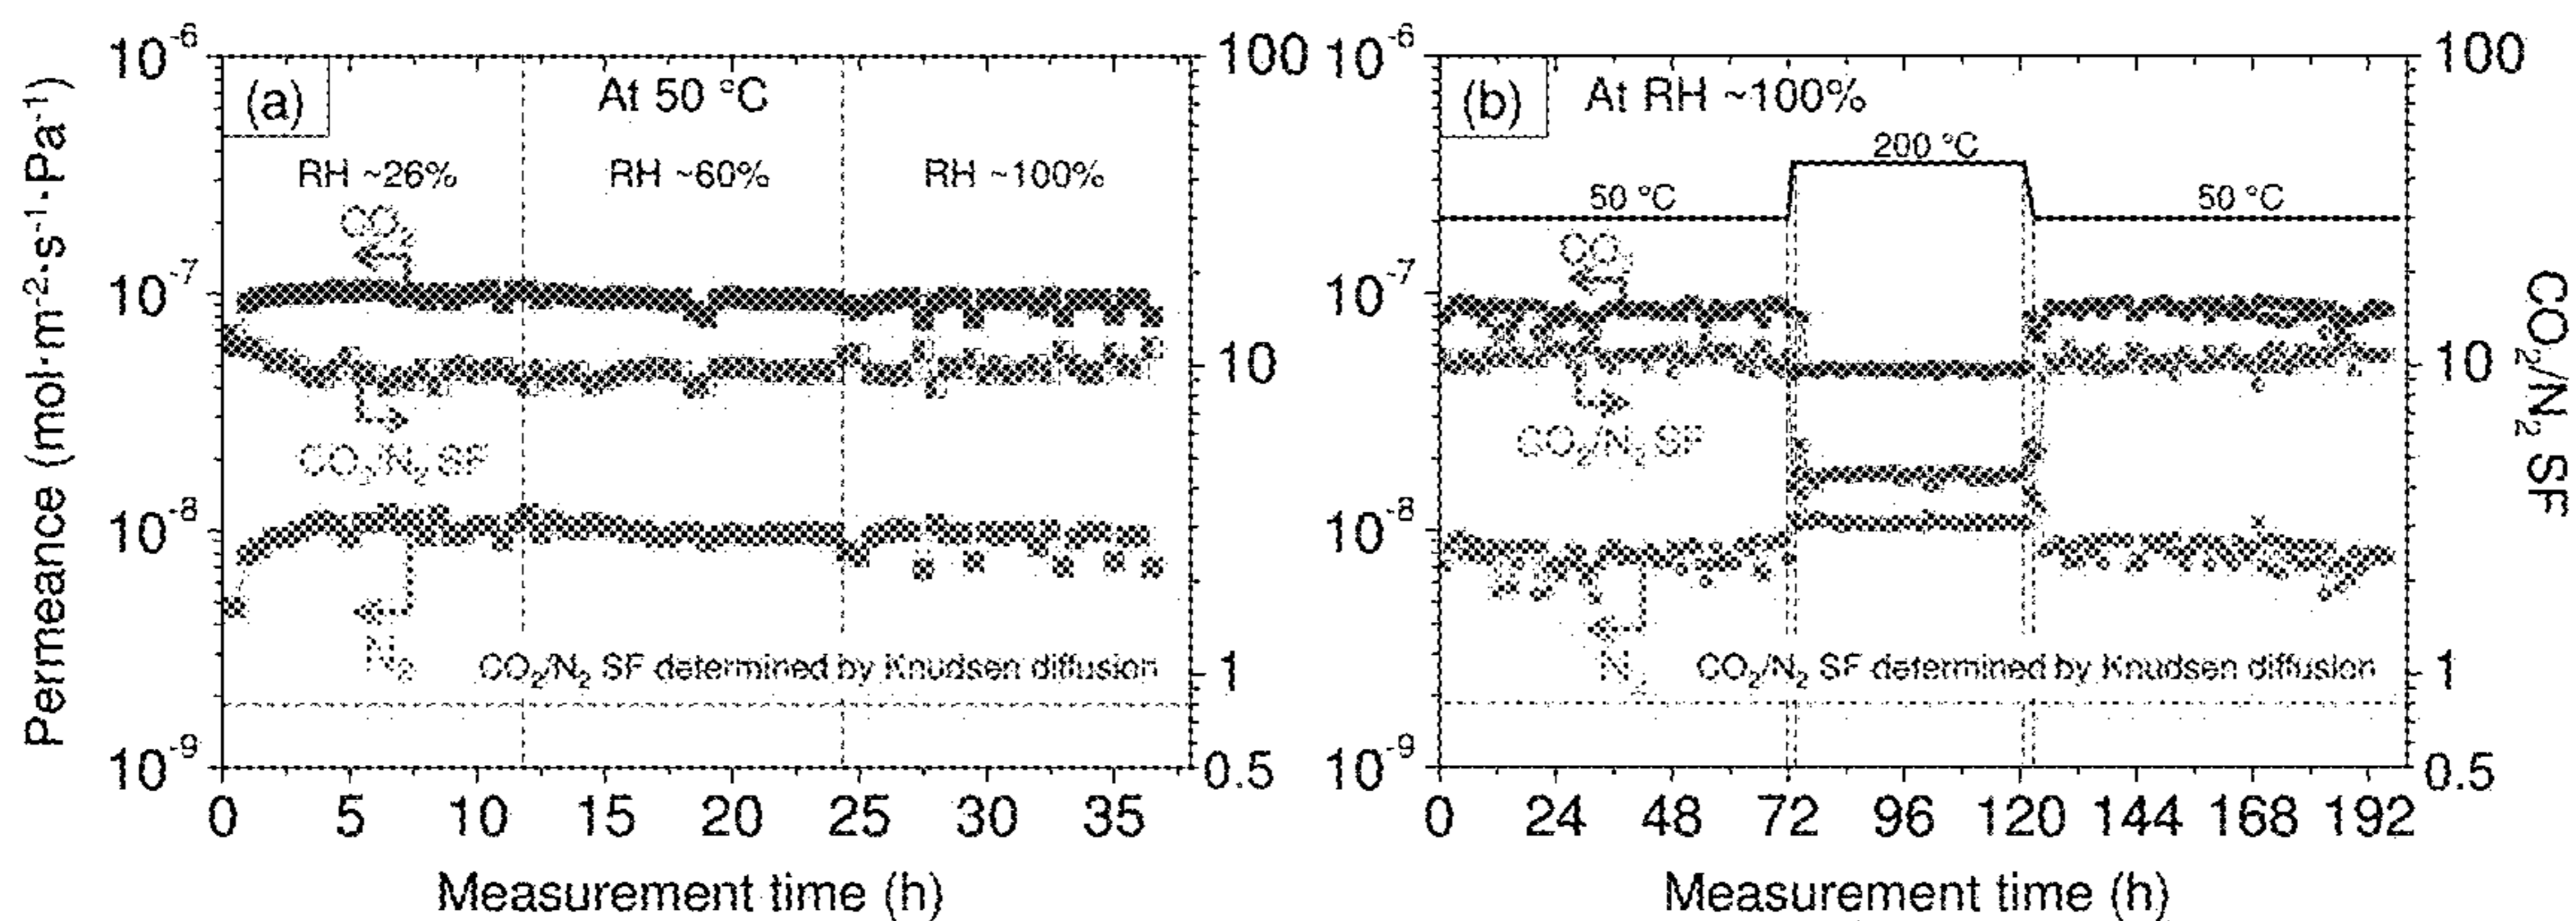 Permeance (mol·m⁻²·s⁻¹·Pa⁻¹)
10⁻⁶
10⁻⁷
10⁻⁸
10⁻⁹
(a)
At 50 °C
RH ~26%
RH ~60%
RH ~100%
CO₂
CO₂/N₂ SF
N₂
CO₂/N₂ SF determined by Knudsen diffusion
100
10
1
0.5
0 5 10 15 20 25 30 35
Measurement time (h)
10⁻⁶
10⁻⁷
10⁻⁸
10⁻⁹
(b)
At RH ~100%
200 °C
50 °C
50 °C
CO₂
CO₂/N₂ SF
N₂
CO₂/N₂ SF determined by Knudsen diffusion
100
10
1
0.5
CO₂/N₂ SF
0 24 48 72 96 120 144 168 192
Measurement time (h)